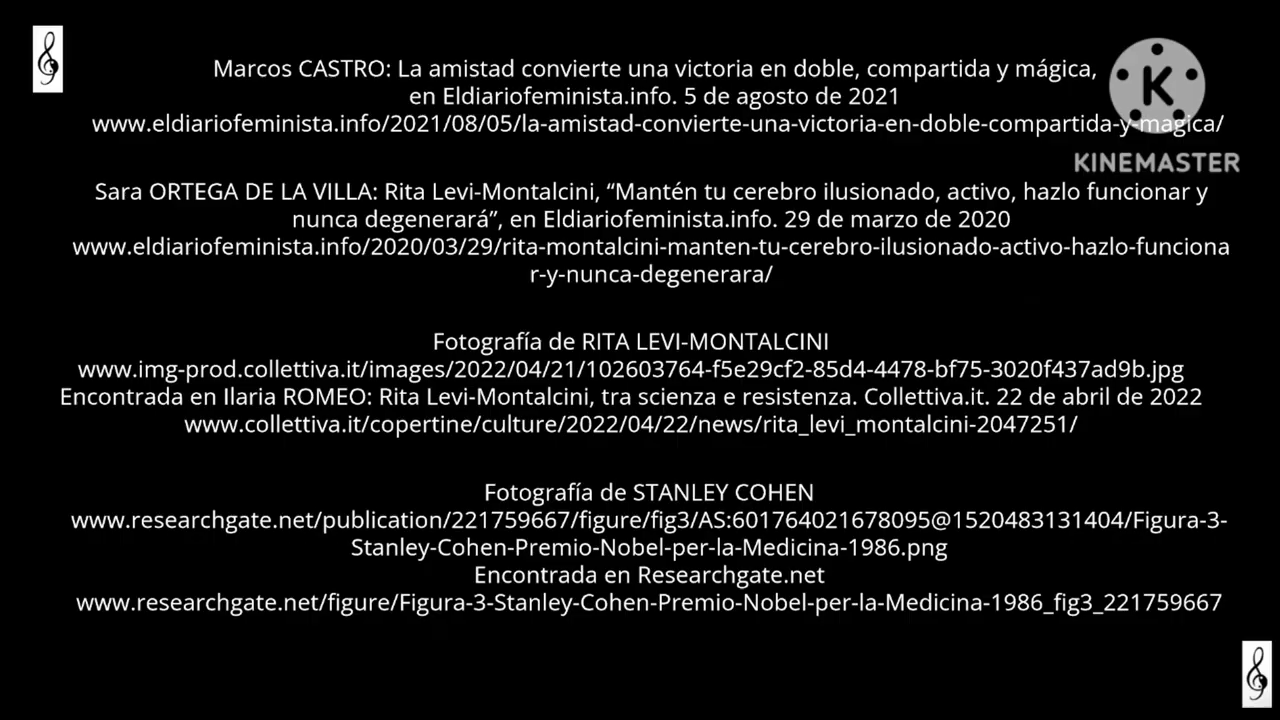 Marcos CASTRO: La amistad convierte una victoria en doble, compartida y mágica,
en Eldiariofeminista.info. 5 de agosto de 2021
www.eldiariofeminista.info/2021/08/05/la-amistad-convierte-una-victoria-en-doble-compartida-y-magica/
K
KINEMASTER
Sara ORTEGA DE LA VILLA: Rita Levi-Montalcini, “Mantén tu cerebro ilusionado, activo, hazlo funcionar y
nunca degenerará”, en Eldiariofeminista.info. 29 de marzo de 2020
www.eldiariofeminista.info/2020/03/29/rita-montalcini-manten-tu-cerebro-ilusionado-activo-hazlo-funciona
r-y-nunca-degenerara/
Fotografía de RITA LEVI-MONTALCINI
www.img-prod.collettiva.it/images/2022/04/21/102603764-f5e29cf2-85d4-4478-bf75-3020f437ad9b.jpg
Encontrada en Ilaria ROMEO: Rita Levi-Montalcini, tra scienza e resistenza. Collettiva.it. 22 de abril de 2022
www.collettiva.it/copertine/culture/2022/04/22/news/rita_levi_montalcini-2047251/
Fotografía de STANLEY COHEN
www.researchgate.net/publication/221759667/figure/fig3/AS:601764021678095@1520483131404/Figura-3-
Stanley-Cohen-Premio-Nobel-per-la-Medicina-1986.png
Encontrada en Researchgate.net
www.researchgate.net/figure/Figura-3-Stanley-Cohen-Premio-Nobel-per-la-Medicina-1986_fig3_221759667